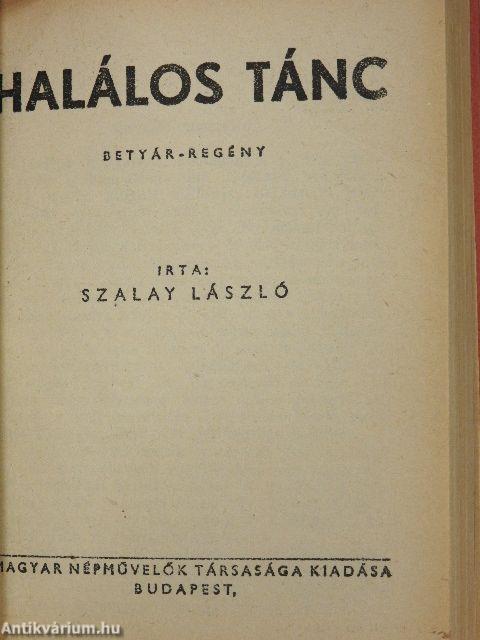 HALÁLOS TÁNC
BETYÁR-REGÉNY
IRTA:
SZALAY LÁSZLÓ
MAGYAR NÉPMŰVELŐK TÁRSASÁGA KIADÁSA
BUDAPEST,
Antikvárium.hu